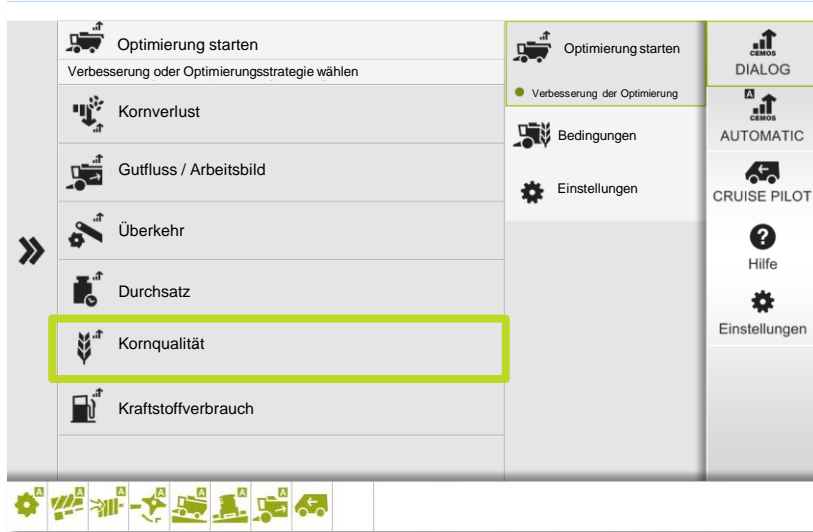 Optimierung starten
Verbesserung oder Optimierungsstrategie wählen
Kornverlust
Gutfluss / Arbeitsbild
Überkehr
Durchsatz
Kornqualität
Kraftstoffverbrauch
Optimierung starten
Verbesserung der Optimierung
Bedingungen
Einstellungen
CEMOS
DIALOG
A
CEMOS
AUTOMATIC
CRUISE PILOT
?
Hilfe
Einstellungen
A A A A A A A